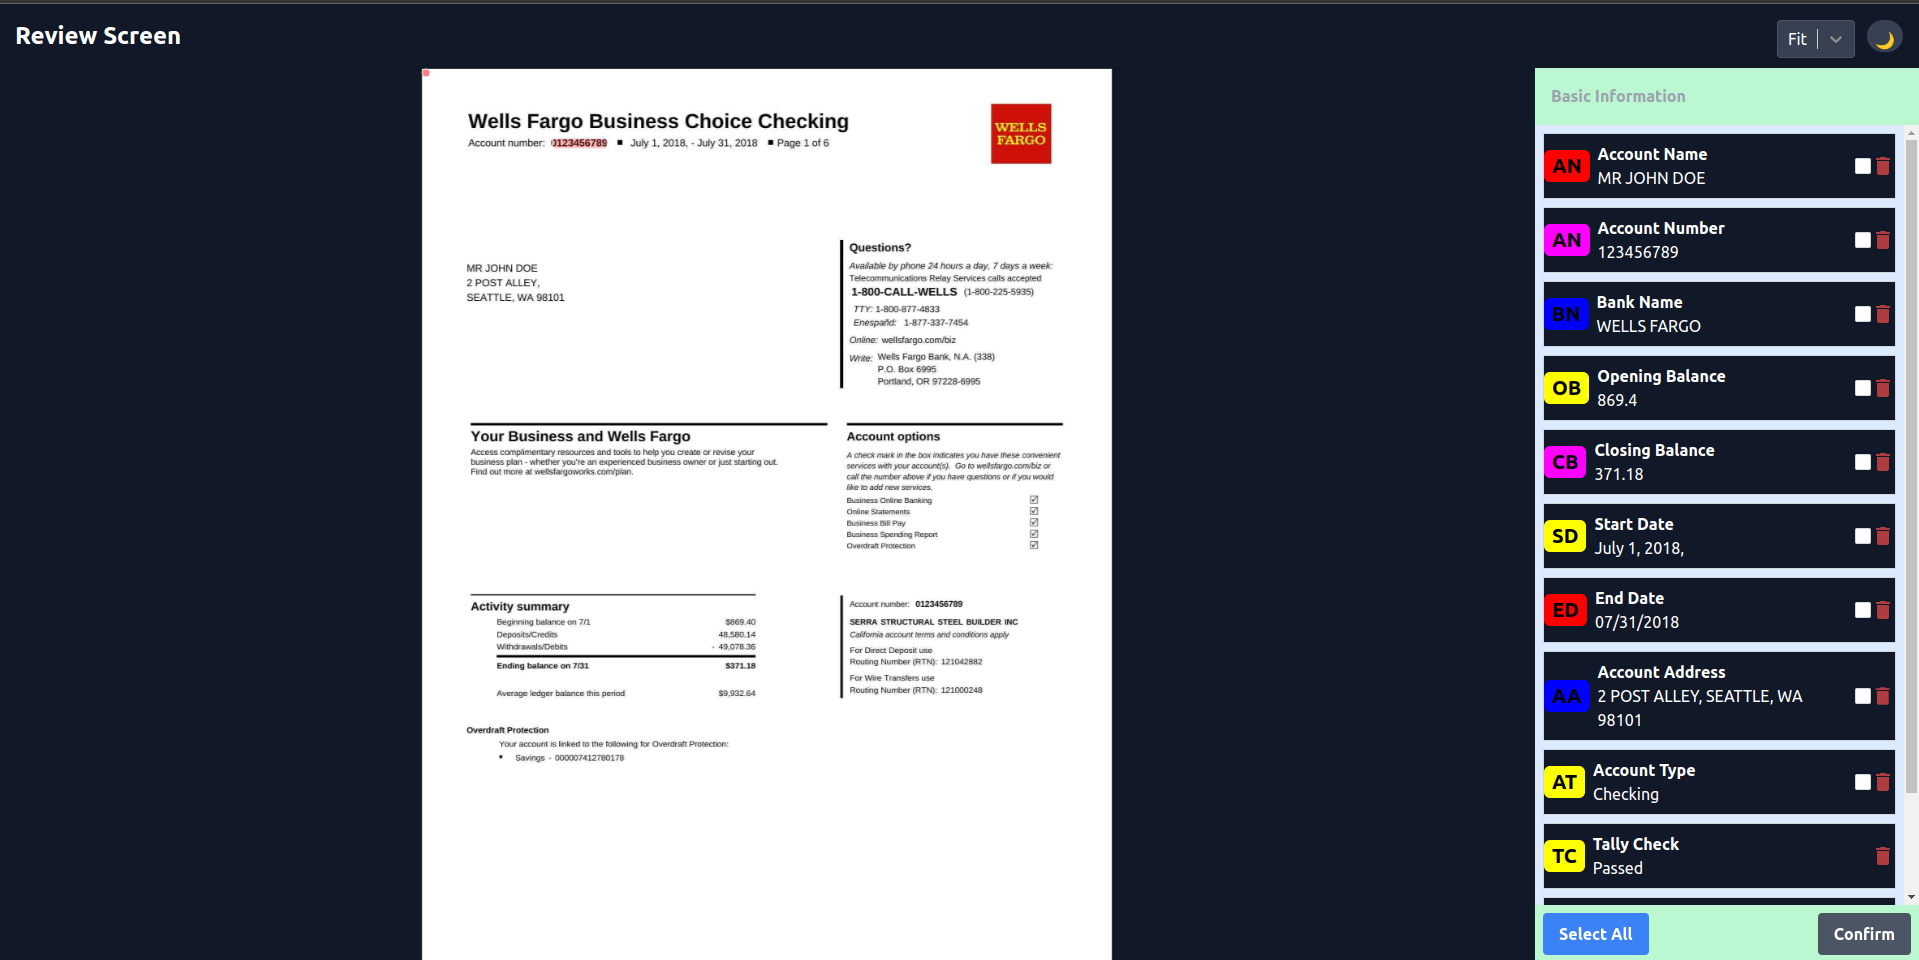 Review Screen
Fit
Wells Fargo Business Choice Checking
Account number: 0123456789 ■ July 1, 2018, - July 31, 2018 ■ Page 1 of 6
WELLS
FARGO
MR JOHN DOE
2 POST ALLEY,
SEATTLE, WA 98101
Questions?
Available by phone 24 hours a day, 7 days a week:
Telecommunications Relay Services calls accepted
1-800-CALL-WELLS (1-800-225-5935)
TTY: 1-800-877-4833
Enespañd: 1-877-337-7454
Online: wellsfargo.com/biz
Write: Wells Fargo Bank, N.A. (338)
P.O. Box 6995
Portland, OR 97228-6995
Your Business and Wells Fargo
Access complimentary resources and tools to help you create or revise your
business plan - whether you're an experienced business owner or just starting out.
Find out more at wellsfargoworks.com/plan.
Account options
A check mark in the box indicates you have these convenient
services with your account(s). Go to wellsfargo.com/biz or
call the number above if you have questions or if you would
like to add new services.
Business Online Banking ☑
Online Statements ☑
Business Bill Pay ☑
Business Spending Report ☑
Overdraft Protection ☑
Activity summary
Beginning balance on 7/1 $869.40
Deposits/Credits 48,580.14
Withdrawals/Debits - 49,078.36
Ending balance on 7/31 $371.18
Average ledger balance this period $9,932.64
Account number: 0123456789
SERRA STRUCTURAL STEEL BUILDER INC
California account terms and conditions apply
For Direct Deposit use
Routing Number (RTN): 121042882
For Wire Transfers use
Routing Number (RTN): 121000248
Overdraft Protection
Your account is linked to the following for Overdraft Protection:
▪ Savings - 000007412780178
Basic Information
AN Account Name
MR JOHN DOE
AN Account Number
123456789
BN Bank Name
WELLS FARGO
OB Opening Balance
869.4
CB Closing Balance
371.18
SD Start Date
July 1, 2018,
ED End Date
07/31/2018
AA Account Address
2 POST ALLEY, SEATTLE, WA
98101
AT Account Type
Checking
TC Tally Check
Passed
Select All
Confirm